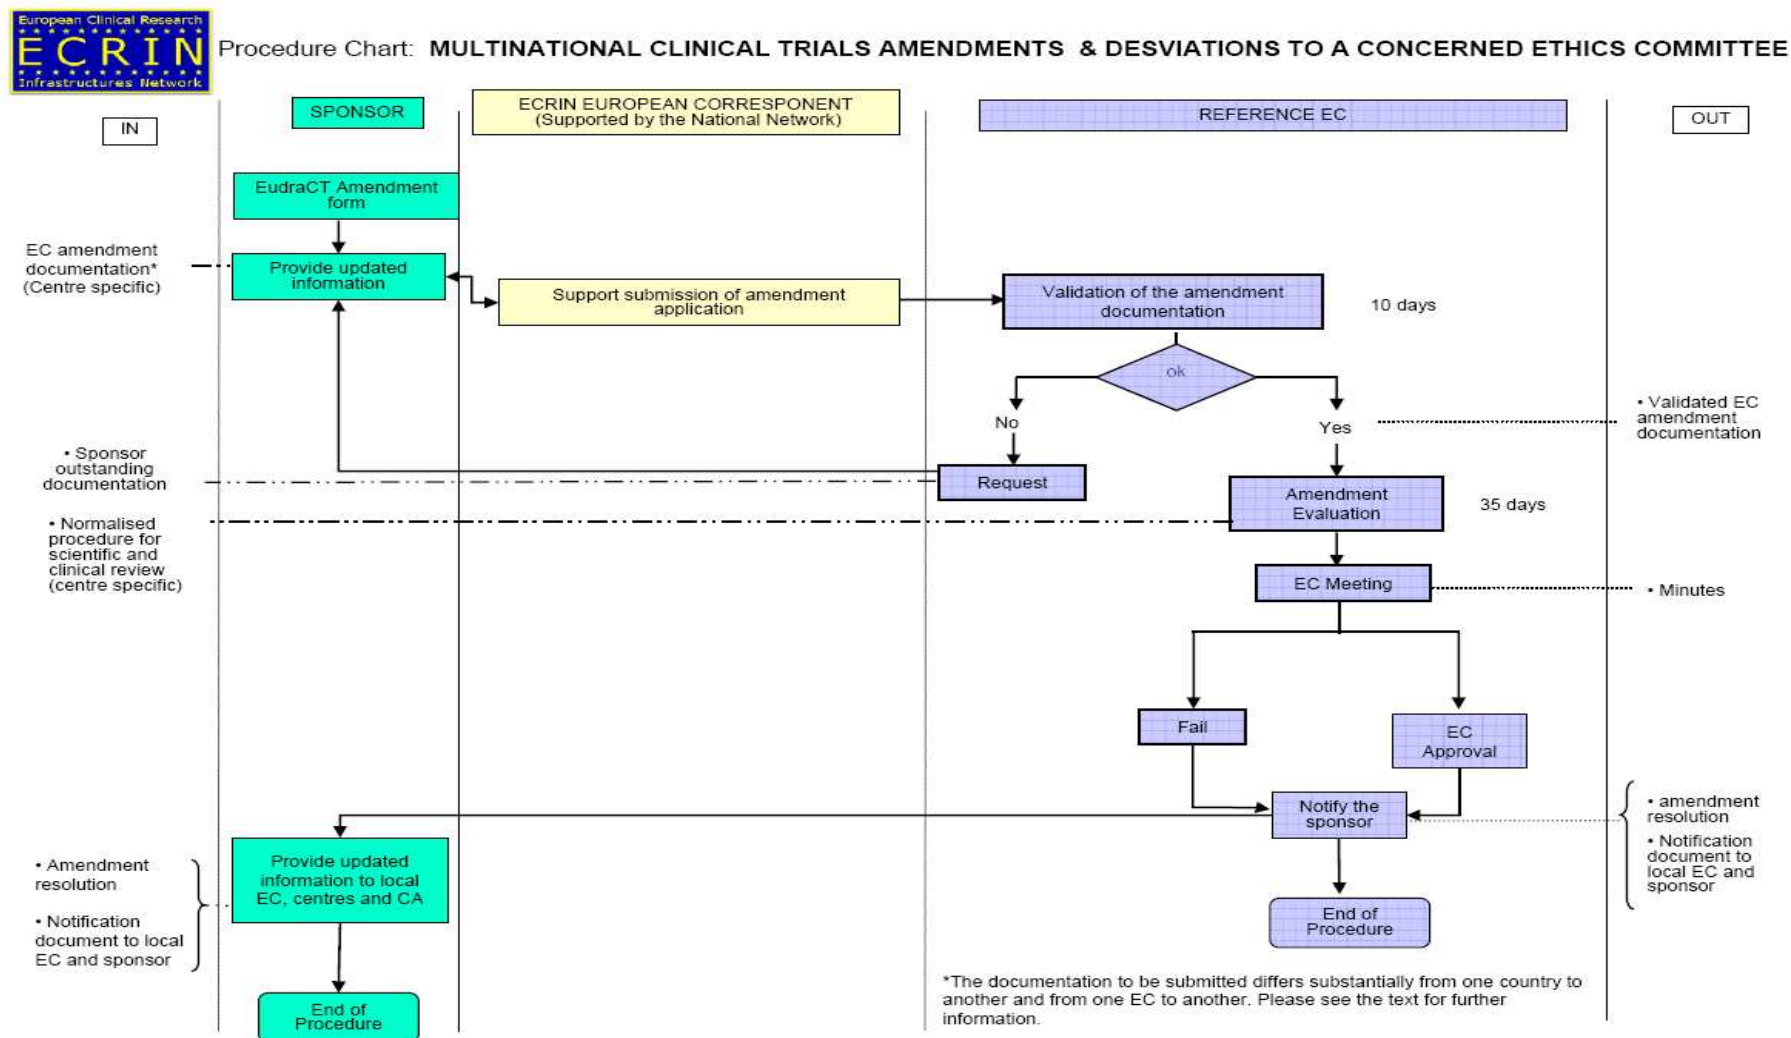 European Clinical Research
ECRIN
Infrastructures Network
Procedure Chart: MULTINATIONAL CLINICAL TRIALS AMENDMENTS & DESVIATIONS TO A CONCERNED ETHICS COMMITTEE
IN
SPONSOR
ECRIN EUROPEAN CORRESPONENT
(Supported by the National Network)
REFERENCE EC
OUT
EudraCT Amendment
form
EC amendment
documentation*
(Centre specific)
Provide updated
information
Support submission of amendment
application
Validation of the amendment
documentation
10 days
ok
No
Yes
• Validated EC
amendment
documentation
• Sponsor
outstanding
documentation
Request
Amendment
Evaluation
35 days
• Normalised
procedure for
scientific and
clinical review
(centre specific)
EC Meeting
• Minutes
Fail
EC
Approval
Notify the
sponsor
• amendment
resolution
• Notification
document to
local EC and
sponsor
• Amendment
resolution
• Notification
document to local
EC and sponsor
Provide updated
information to local
EC, centres and CA
End of
Procedure
End of
Procedure
*The documentation to be submitted differs substantially from one country to
another and from one EC to another. Please see the text for further
information.